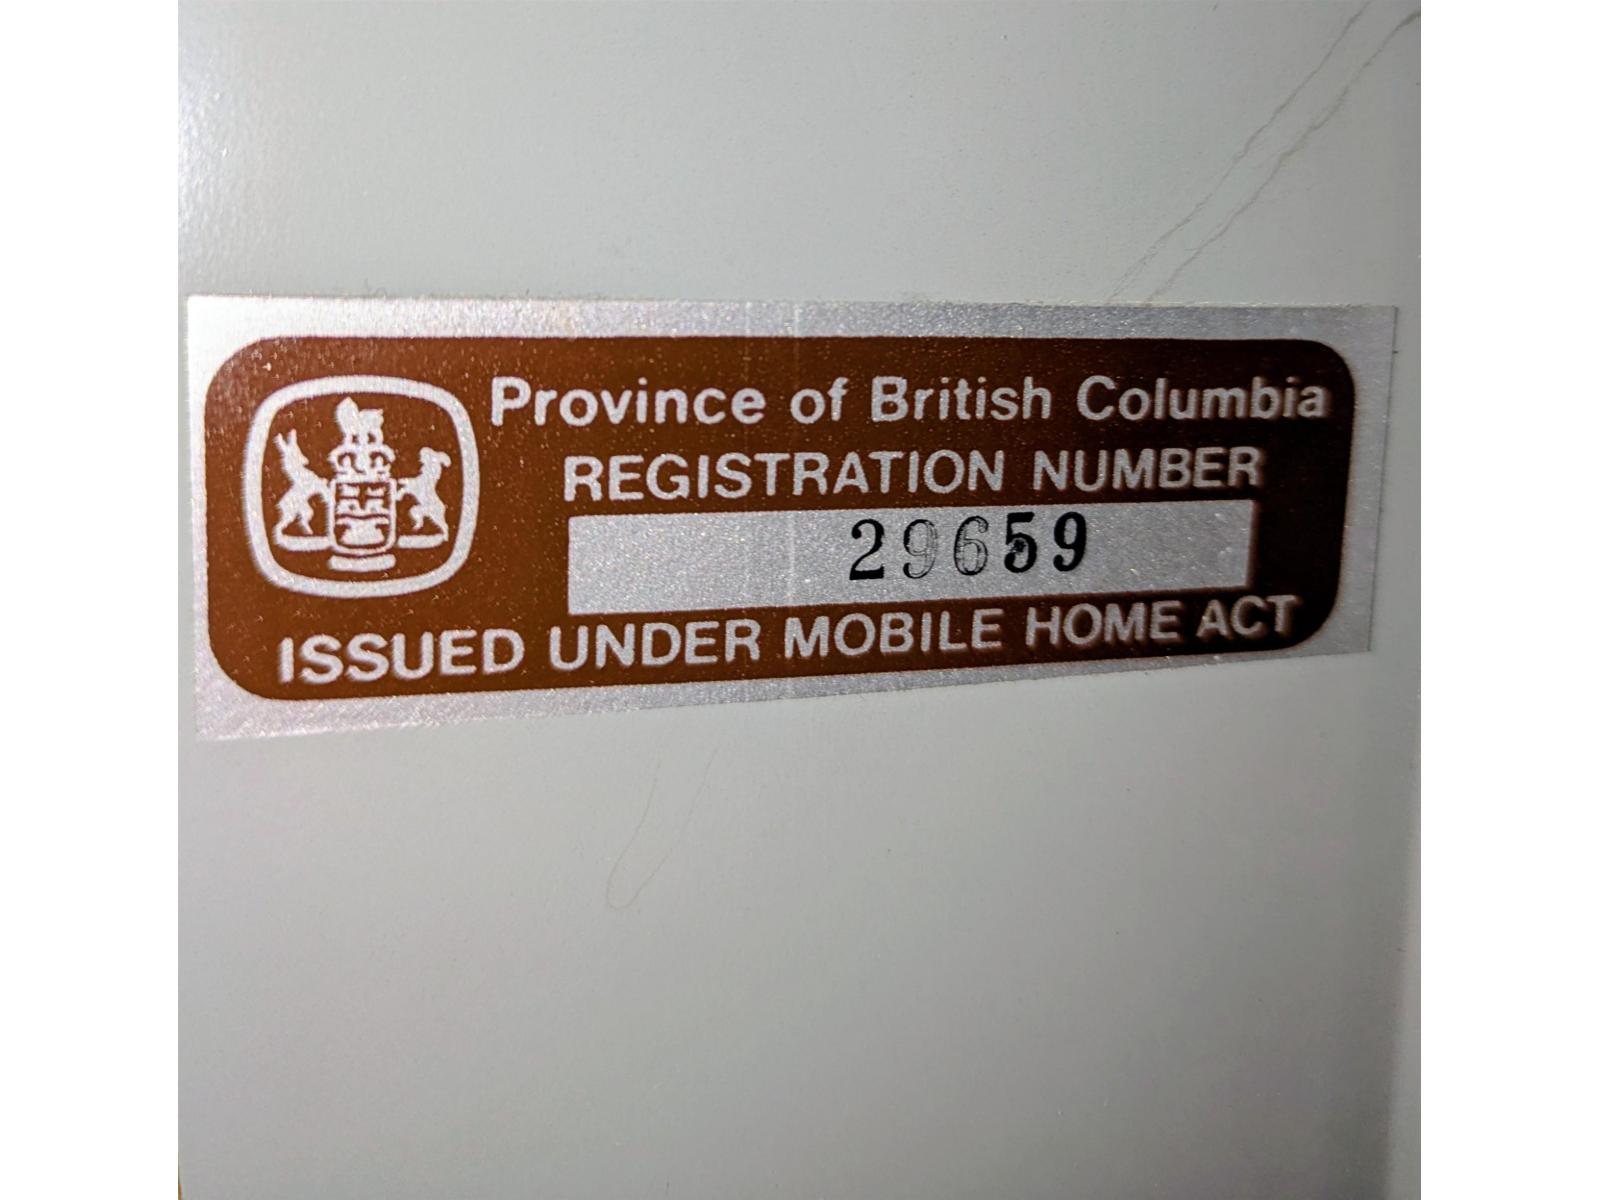 Province of British Columbia
REGISTRATION NUMBER
29659
ISSUED UNDER MOBILE HOME ACT